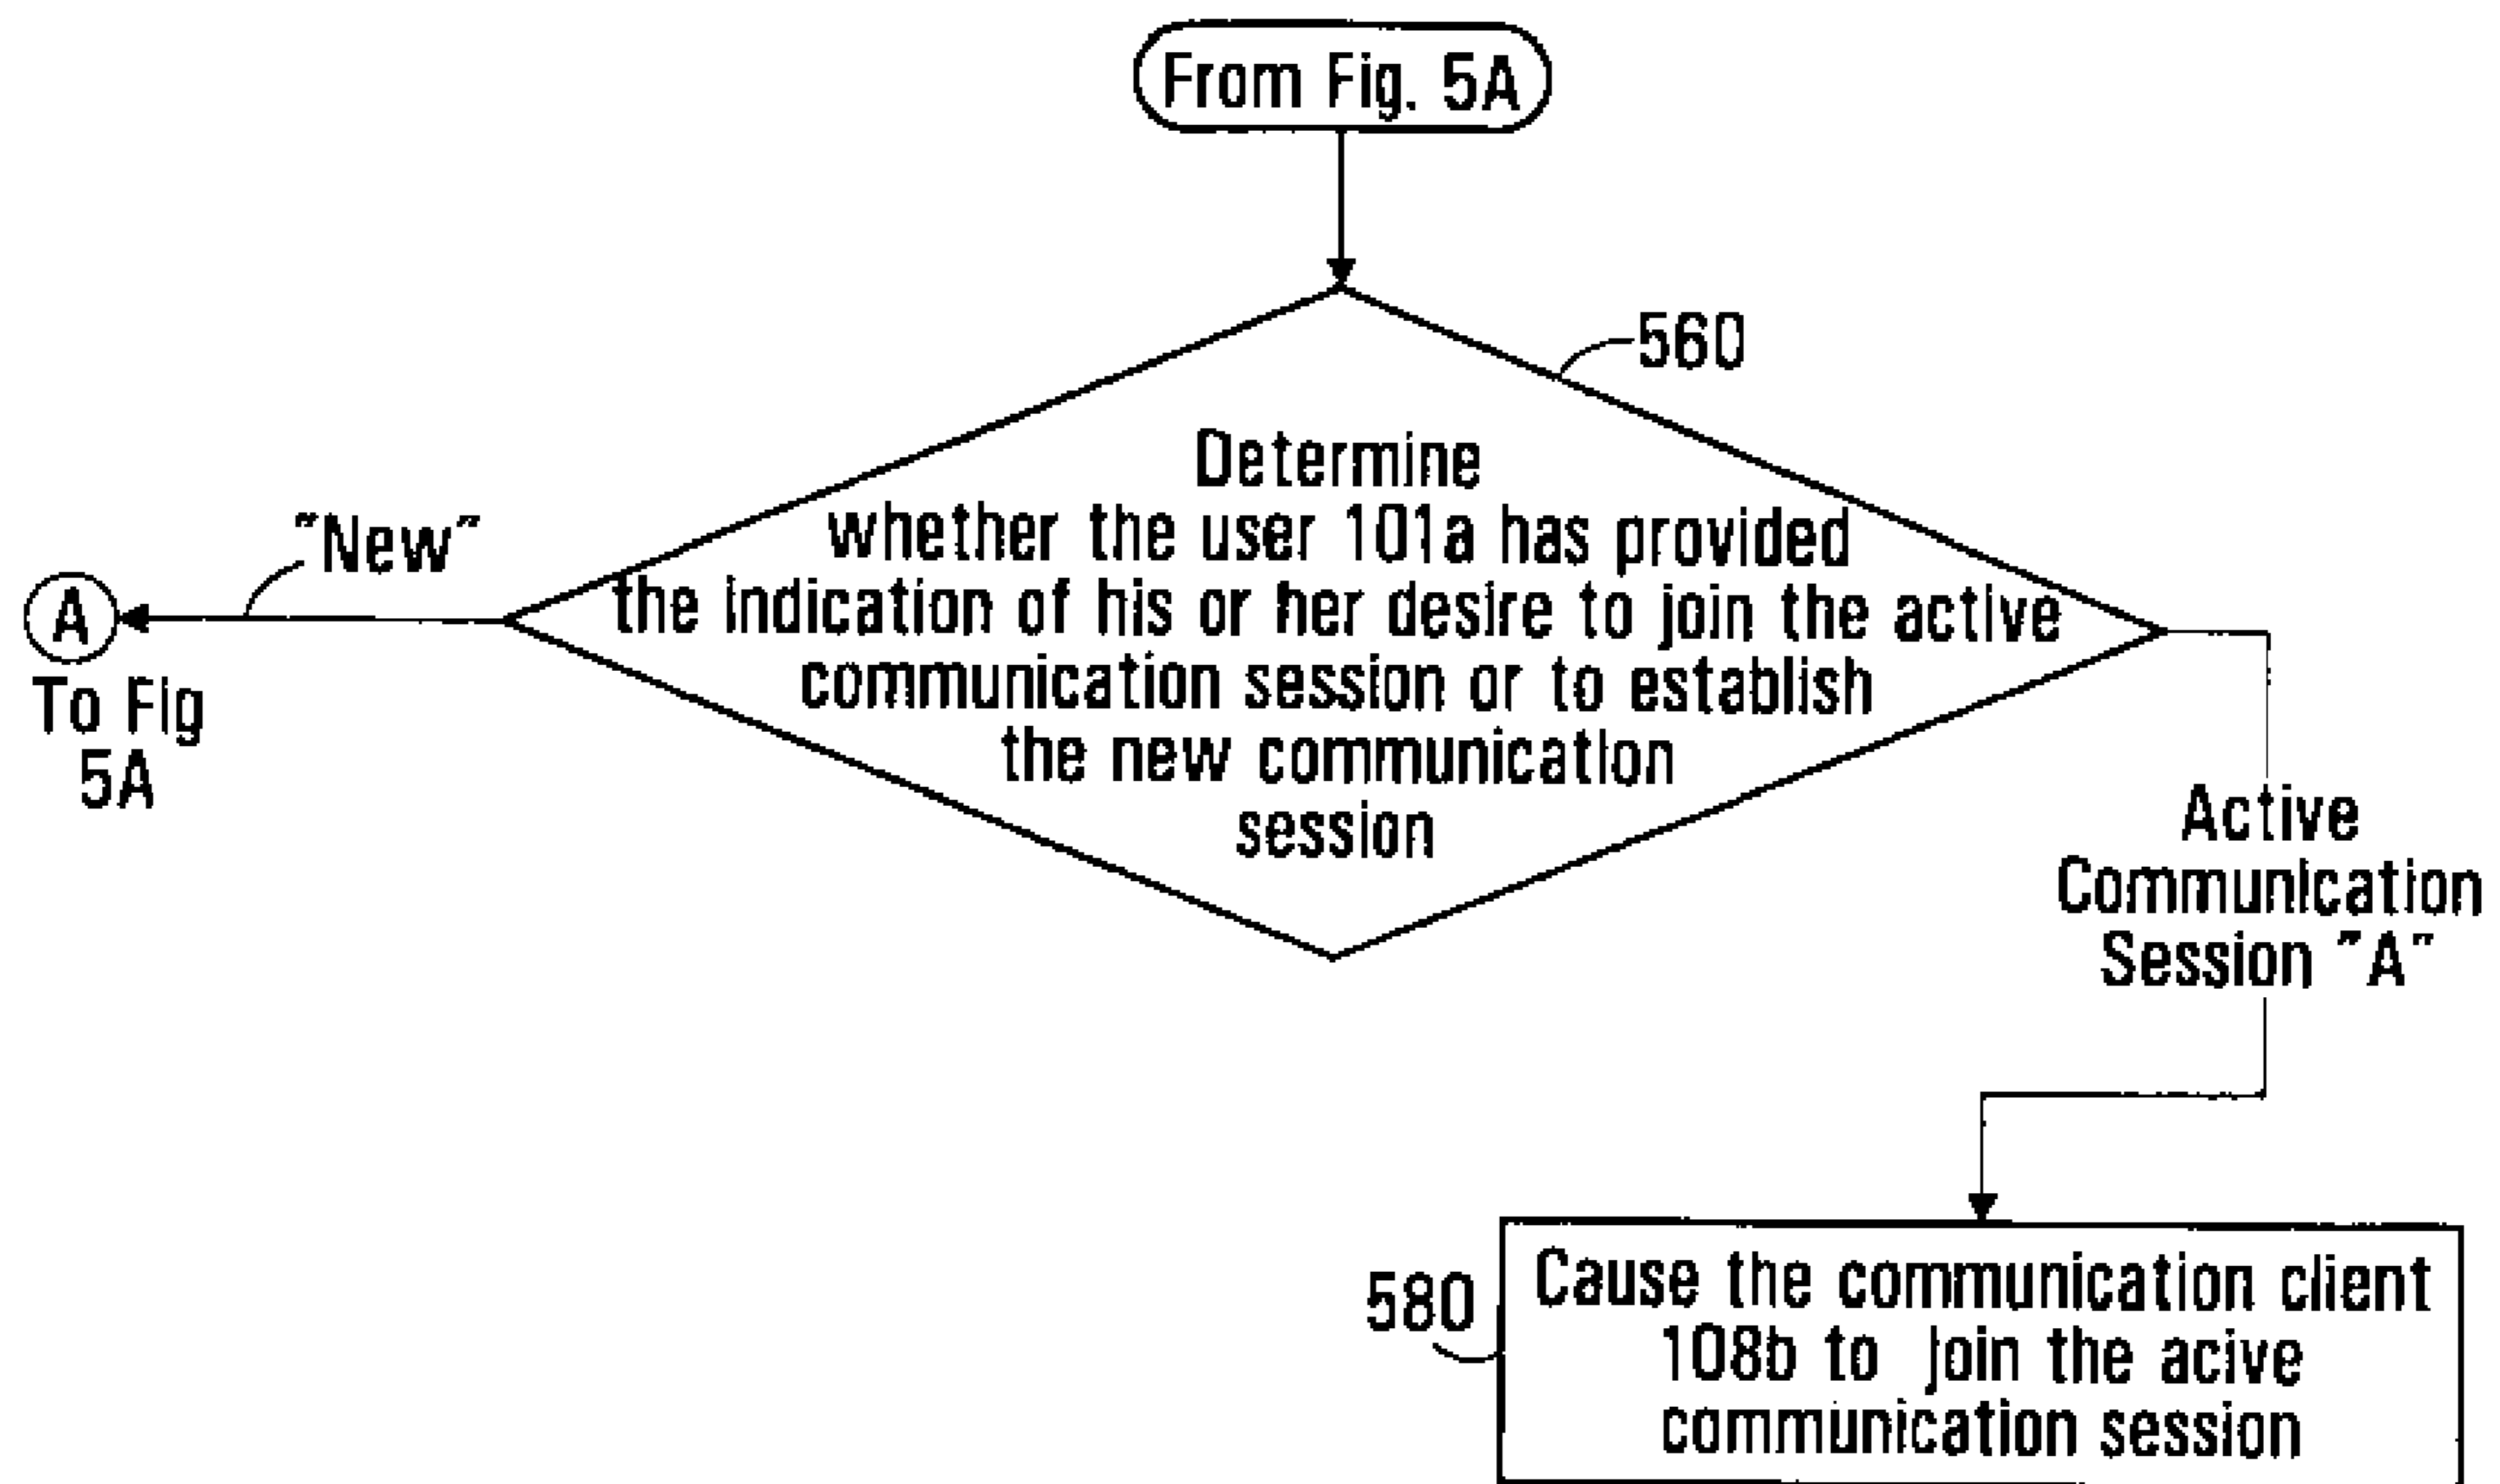 From Fig. 5A
560
Determine
whether the user 101a has provided
the indication of his or her desire to join the active
communication session or to establish
the new communication
session
"New"
A
To Fig
5A
Active
Communication
Session "A"
580
Cause the communication client
108b to join the acive
communication session